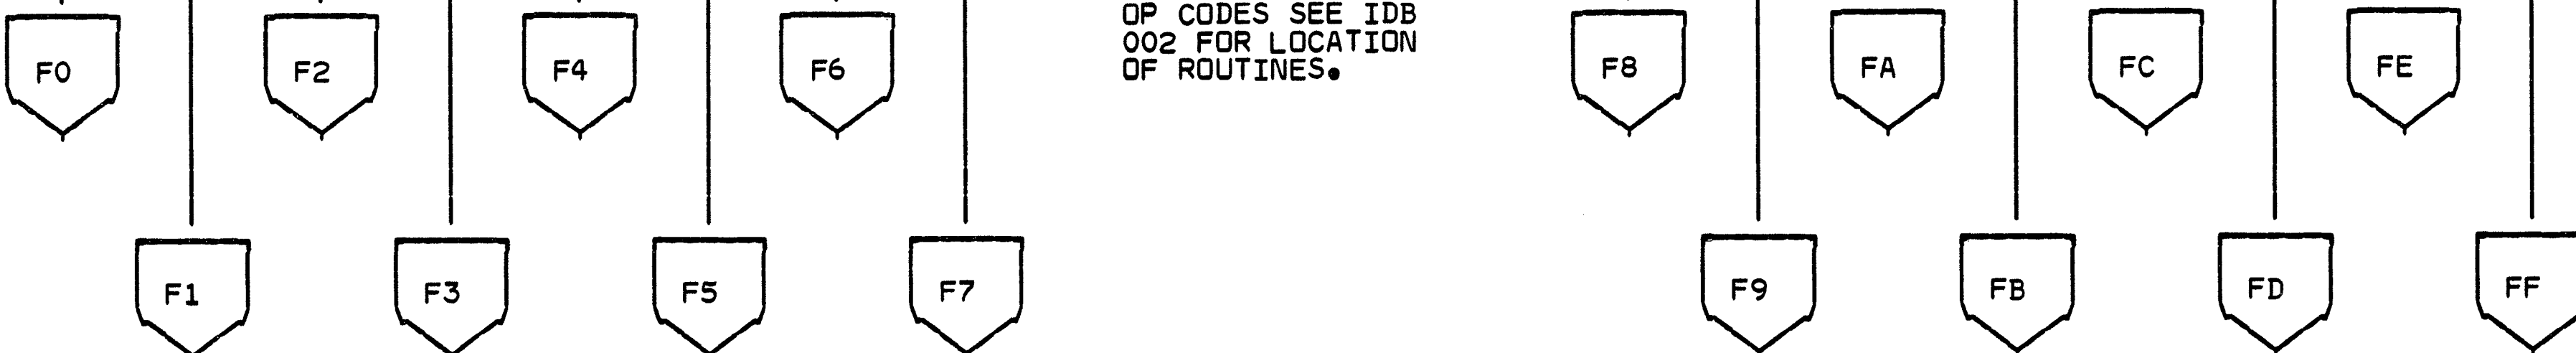 OP CODES SEE IDB
002 FOR LOCATION
OF ROUTINES.
F0 F2 F4 F6 F8 FA FC FE
F1 F3 F5 F7 F9 FB FD FF